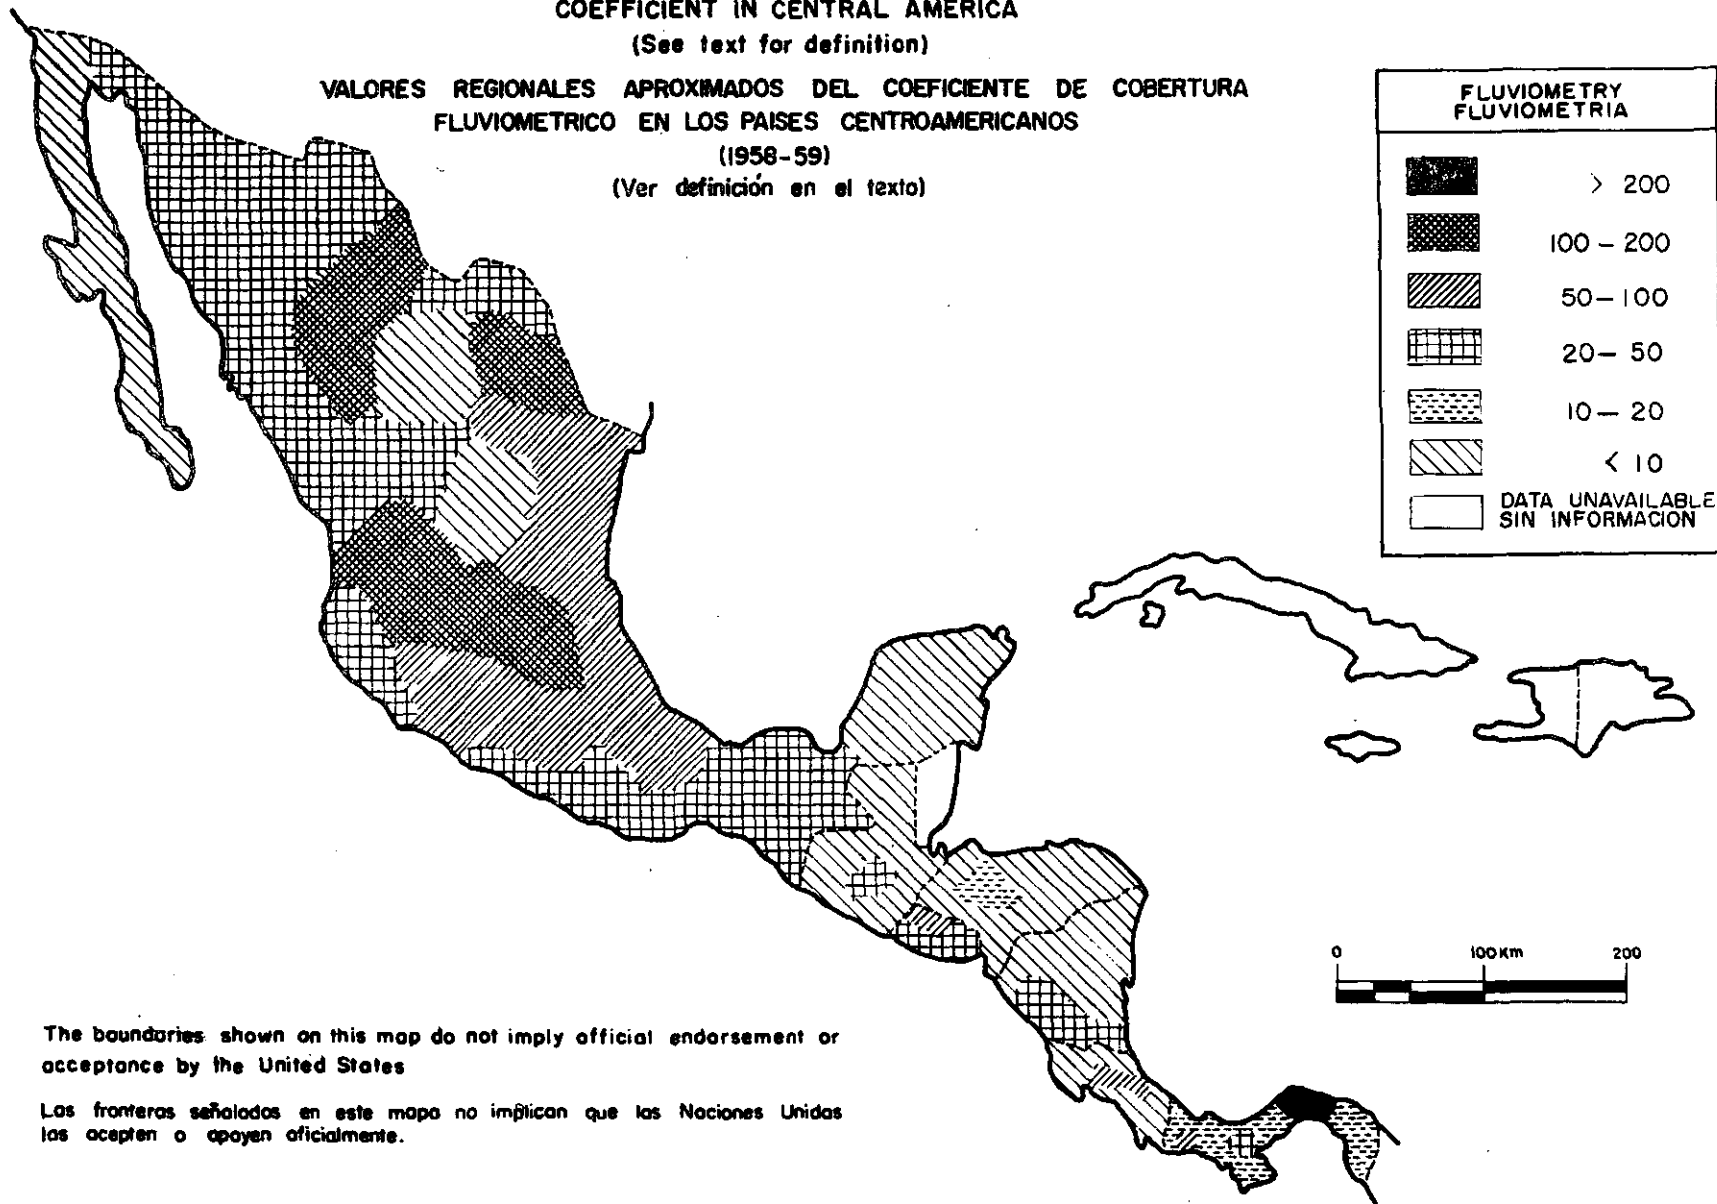 COEFFICIENT IN CENTRAL AMERICA
(See text for definition)
VALORES REGIONALES APROXIMADOS DEL COEFICIENTE DE COBERTURA
FLUVIOMETRICO EN LOS PAISES CENTROAMERICANOS
(1958-59)
(Ver definición en el texto)
FLUVIOMETRY
FLUVIOMETRIA
> 200
100 - 200
50 - 100
20 - 50
10 - 20
< 10
DATA UNAVAILABLE
SIN INFORMACION
0 100 Km 200
The boundaries shown on this map do not imply official endorsement or
acceptance by the United States
Las fronteras señalados en este mapa no implican que las Naciones Unidas
las acepten o apoyen oficialmente.